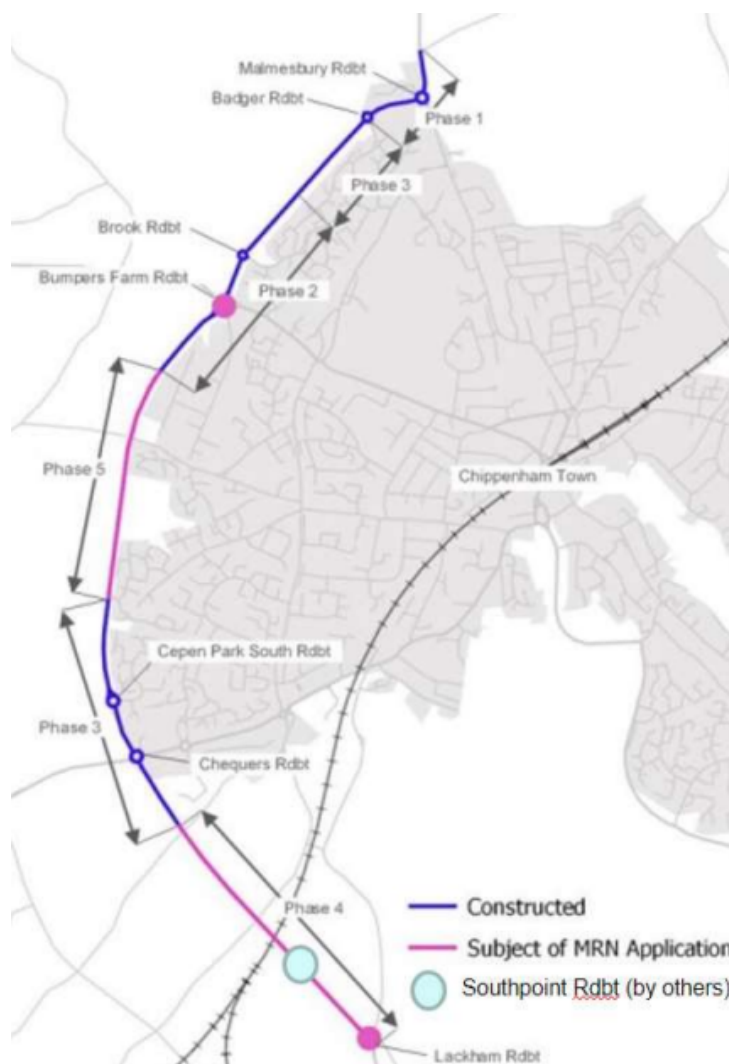 Malmesbury Rdbt
Badger Rdbt
Phase 1
Phase 3
Brook Rdbt
Bumpers Farm Rdbt
Phase 2
Phase 5
Chippenham Town
Cepen Park South Rdbt
Phase 3
Chequers Rdbt
Phase 4
Constructed
Subject of MRN Application
Southpoint Rdbt (by others)
Lackham Rdbt